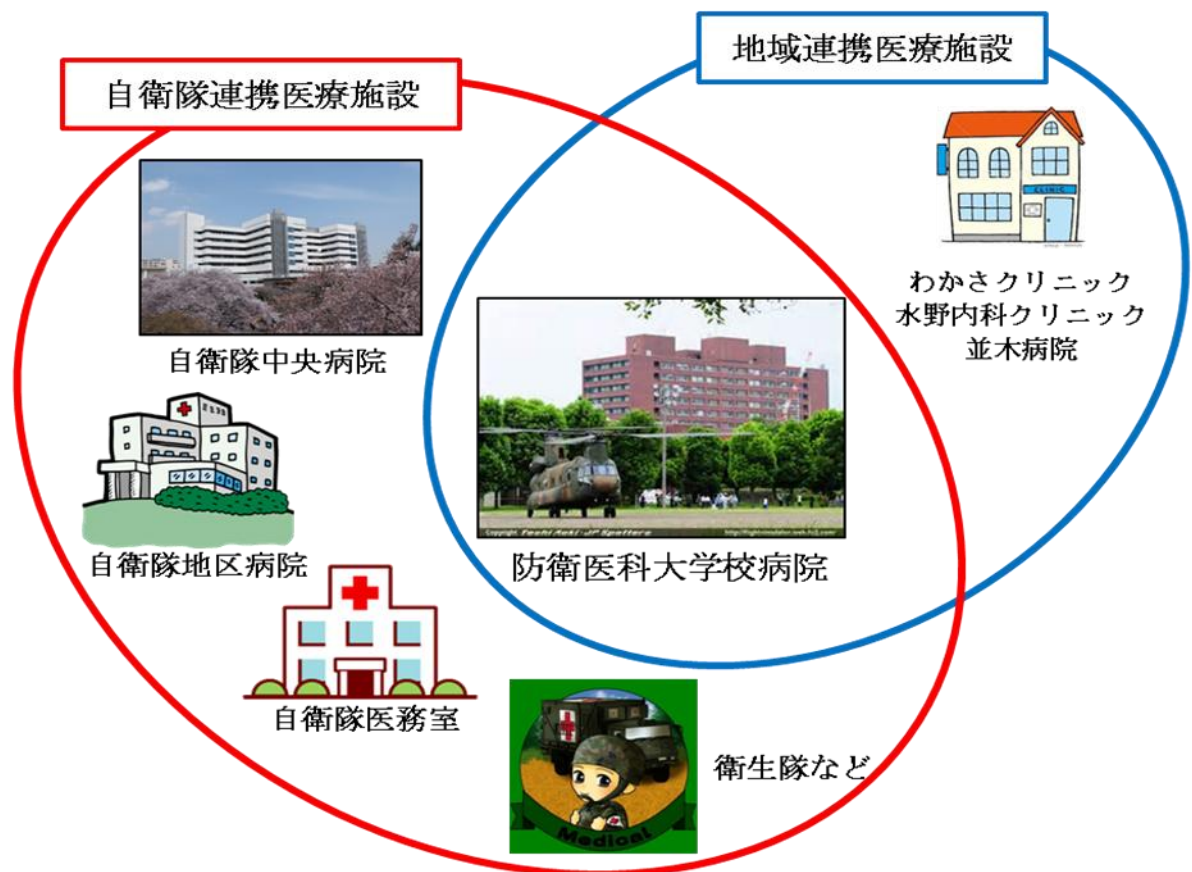 地域連携医療施設
自衛隊連携医療施設
CLINIC
わかさクリニック
水野内科クリニック
並木病院
自衛隊中央病院
自衛隊地区病院
防衛医科大学校病院
自衛隊医務室
Medical
衛生隊など